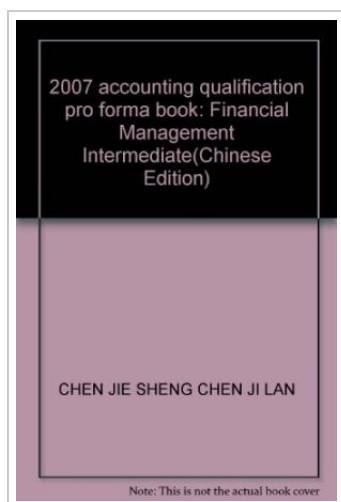 2007 accounting qualification
pro forma book: Financial
Management
Intermediate(Chinese
Edition)
CHEN JIE SHENG CHEN JI LAN
Note: This is not the actual book cover